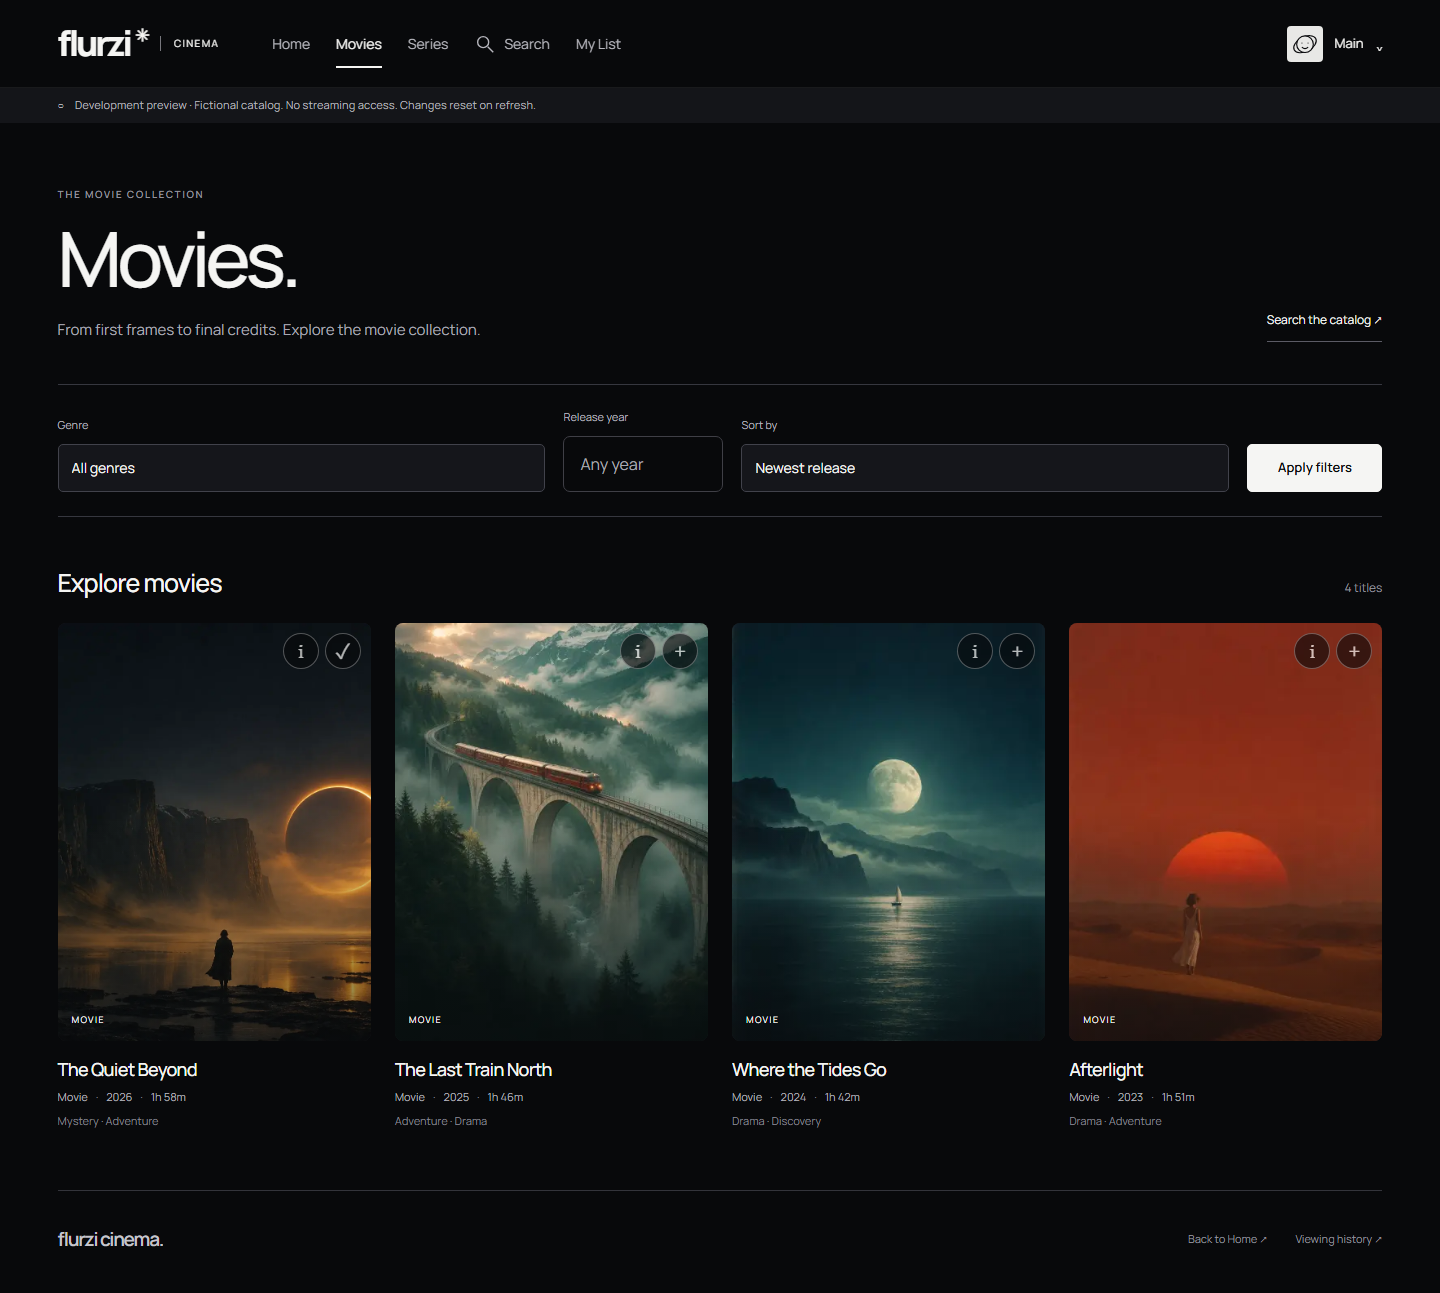 flurzi * | CINEMA
Home
Movies
Series
Search
My List
Main
Development preview · Fictional catalog. No streaming access. Changes reset on refresh.
THE MOVIE COLLECTION
Movies.
From first frames to final credits. Explore the movie collection.
Search the catalog ↗
Genre
All genres
Release year
Any year
Sort by
Newest release
Apply filters
Explore movies
4 titles
i ✓
MOVIE
The Quiet Beyond
Movie · 2026 · 1h 58m
Mystery · Adventure
i +
MOVIE
The Last Train North
Movie · 2025 · 1h 46m
Adventure · Drama
i +
MOVIE
Where the Tides Go
Movie · 2024 · 1h 42m
Drama · Discovery
i +
MOVIE
Afterlight
Movie · 2023 · 1h 51m
Drama · Adventure
flurzi cinema.
Back to Home ↗
Viewing history ↗